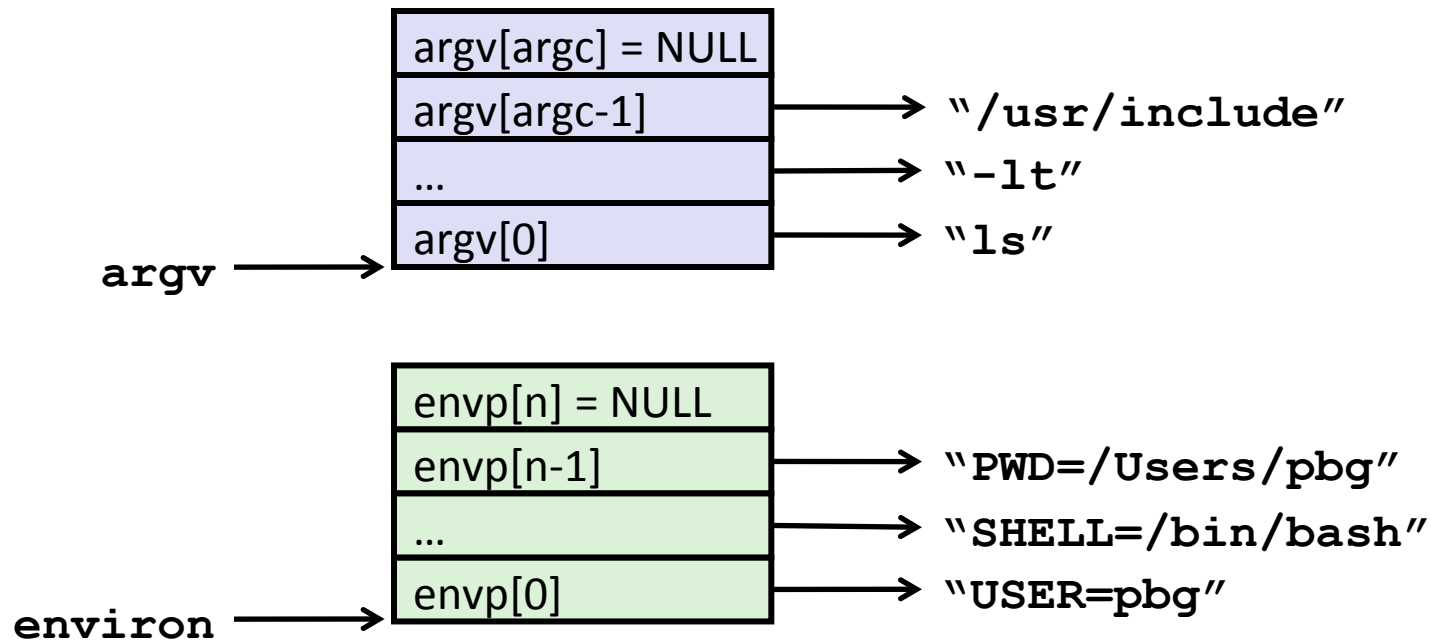 argv[argc] = NULL
argv[argc-1] “/usr/include”
… “-lt”
argv[0] “ls”
argv
envp[n] = NULL
envp[n-1] “PWD=/Users/pbg”
… “SHELL=/bin/bash”
envp[0] “USER=pbg”
environ